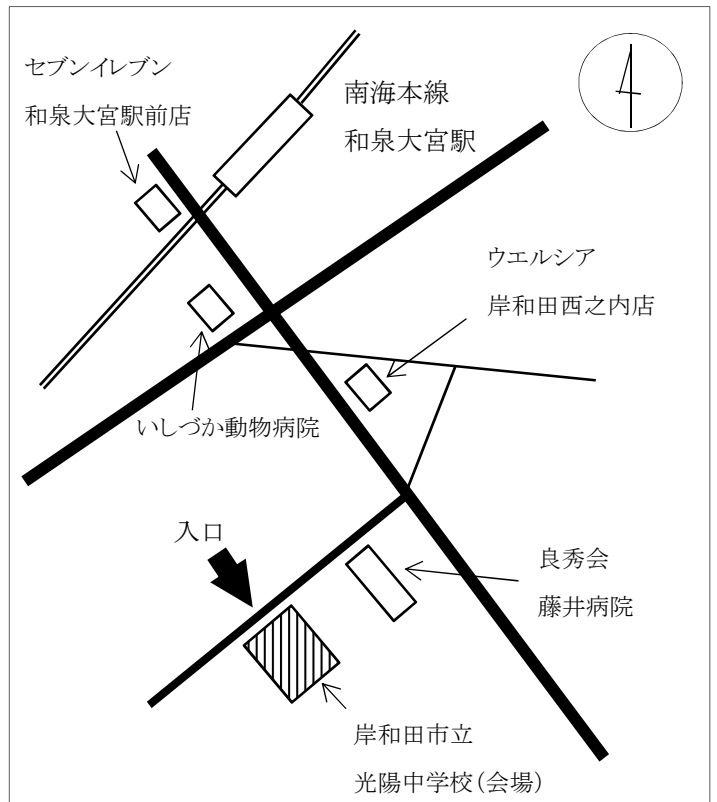 セブンイレブン
和泉大宮駅前店
南海本線
和泉大宮駅
ウエルシア
岸和田西之内店
いしづか動物病院
入口
良秀会
藤井病院
岸和田市立
光陽中学校(会場)